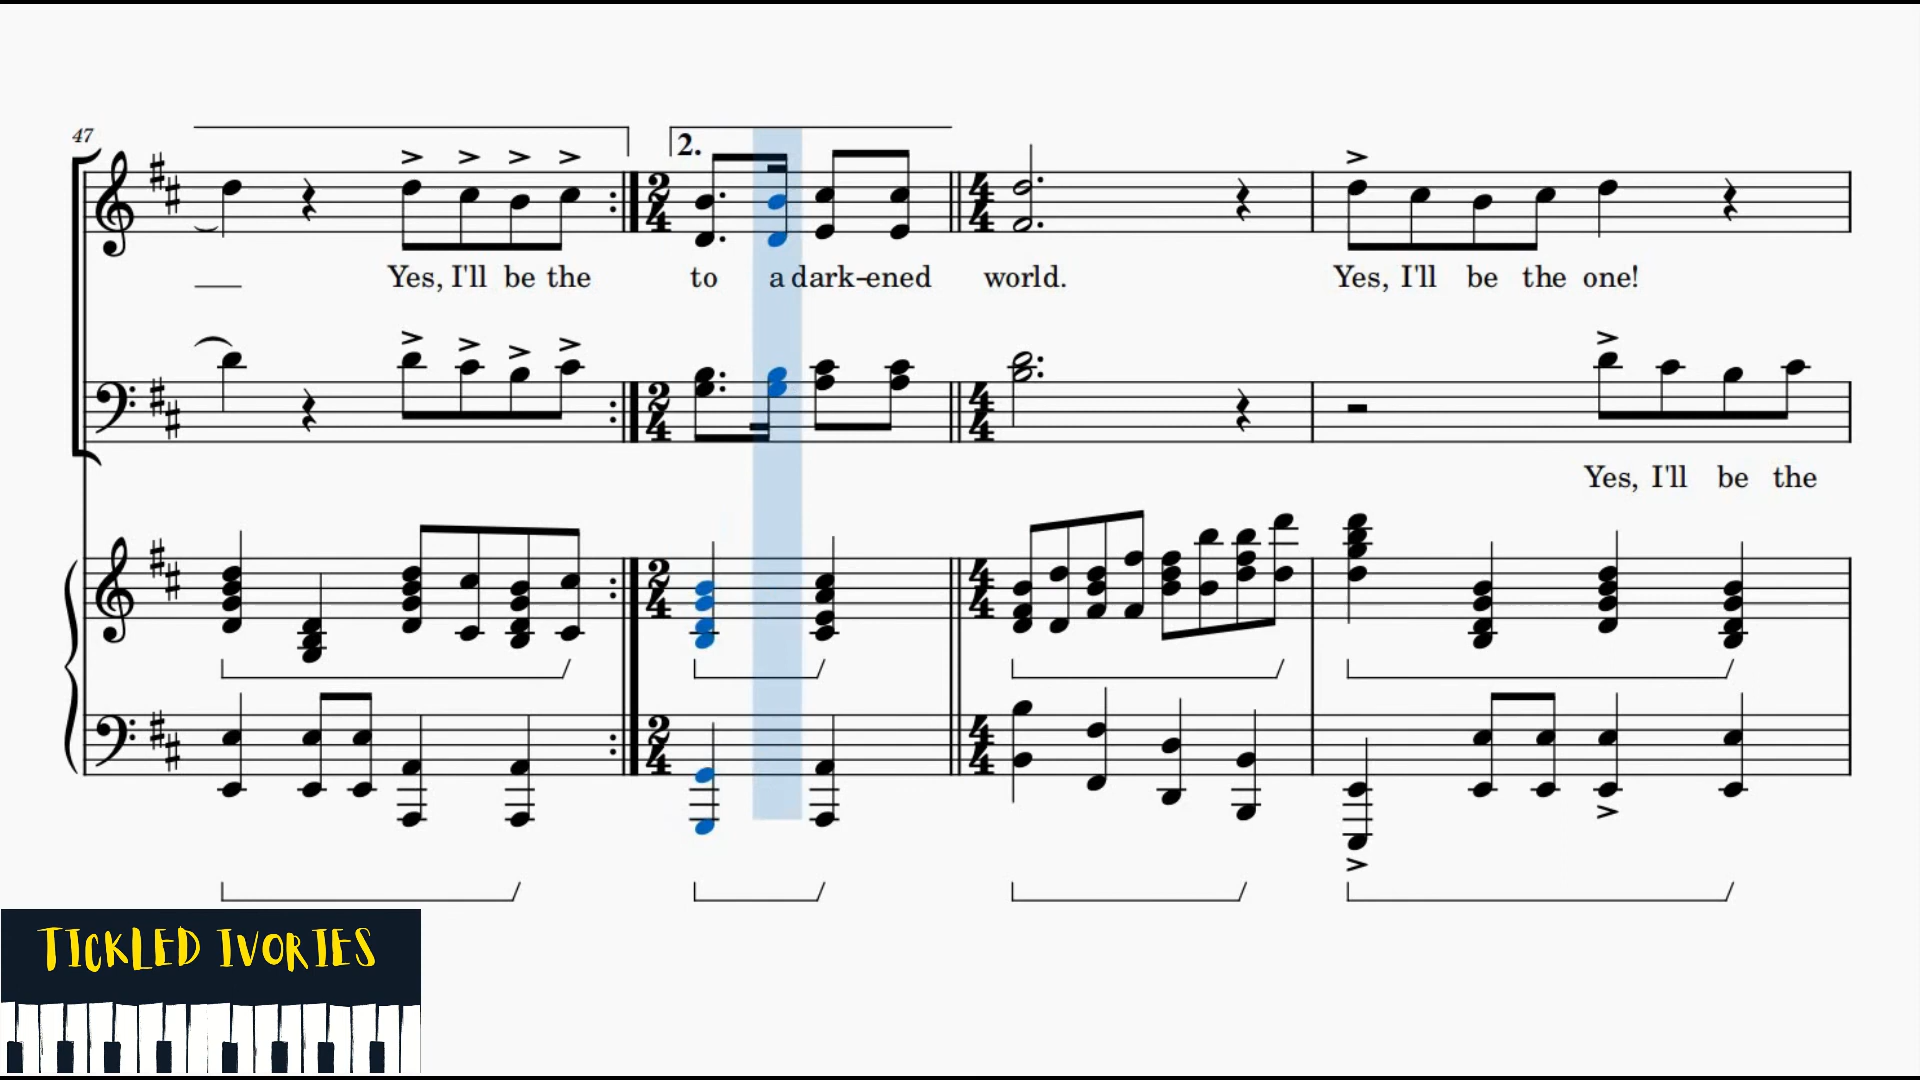 47
2.
Yes, I'll be the to a dark-ened world. Yes, I'll be the one!
Yes, I'll be the
TICKLED IVORIES